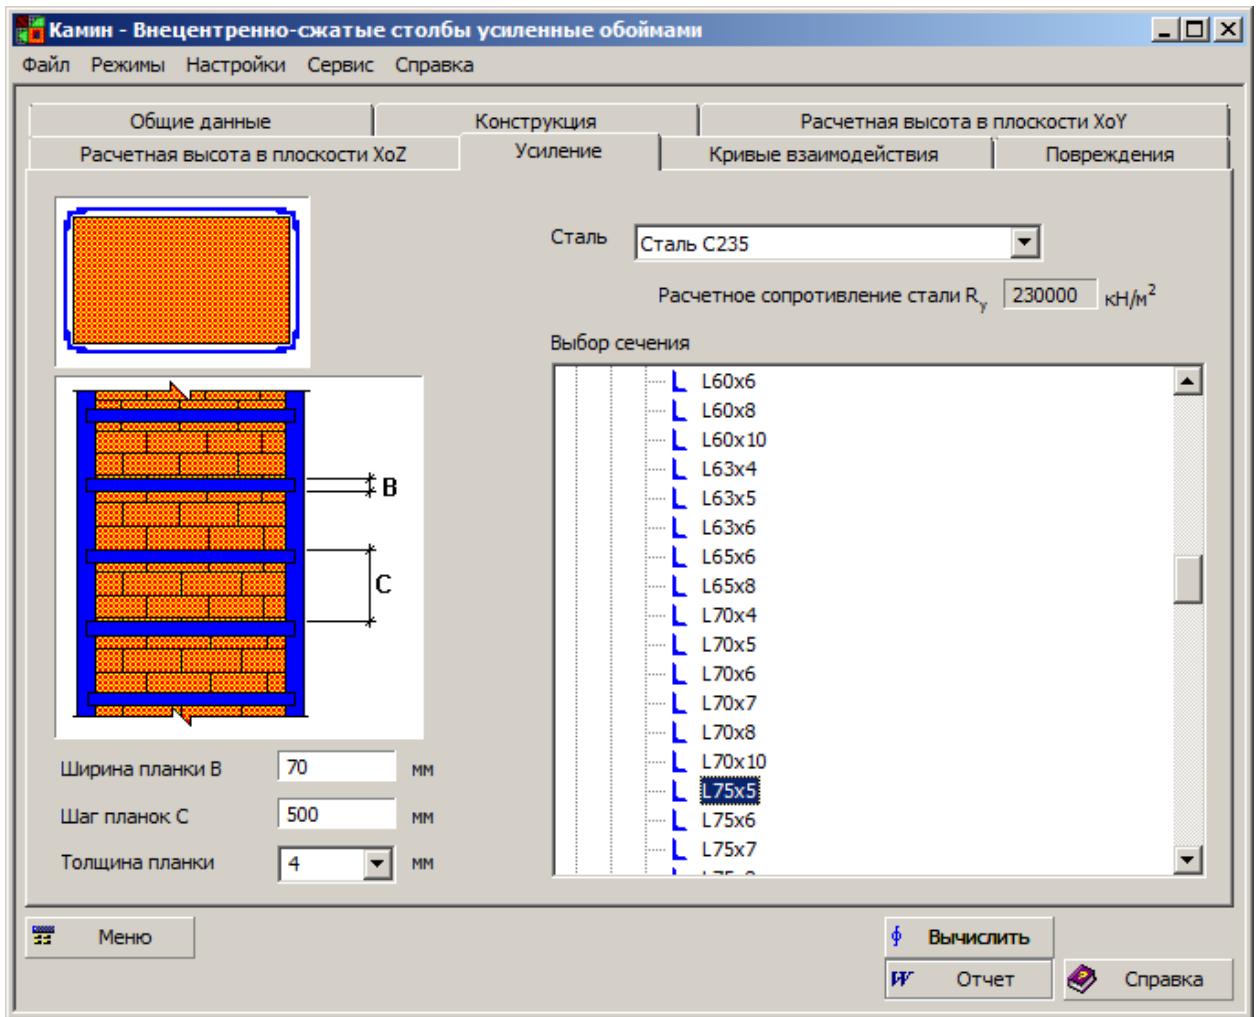 Камин - Внецентренно-сжатые столбы усиленные обоймами
Файл Режимы Настройки Сервис Справка
Общие данные Конструкция Расчетная высота в плоскости XoY
Расчетная высота в плоскости XoZ Усиление Кривые взаимодействия Повреждения
Сталь Сталь С235
Расчетное сопротивление стали Ry 230000 кН/м²
Выбор сечения
L60x6
L60x8
L60x10
L63x4
L63x5
L63x6
L65x6
L65x8
L70x4
L70x5
L70x6
L70x7
L70x8
L70x10
L75x5
L75x6
L75x7
B
C
Ширина планки B 70 мм
Шаг планок C 500 мм
Толщина планки 4 мм
Меню
Вычислить
Отчет
Справка